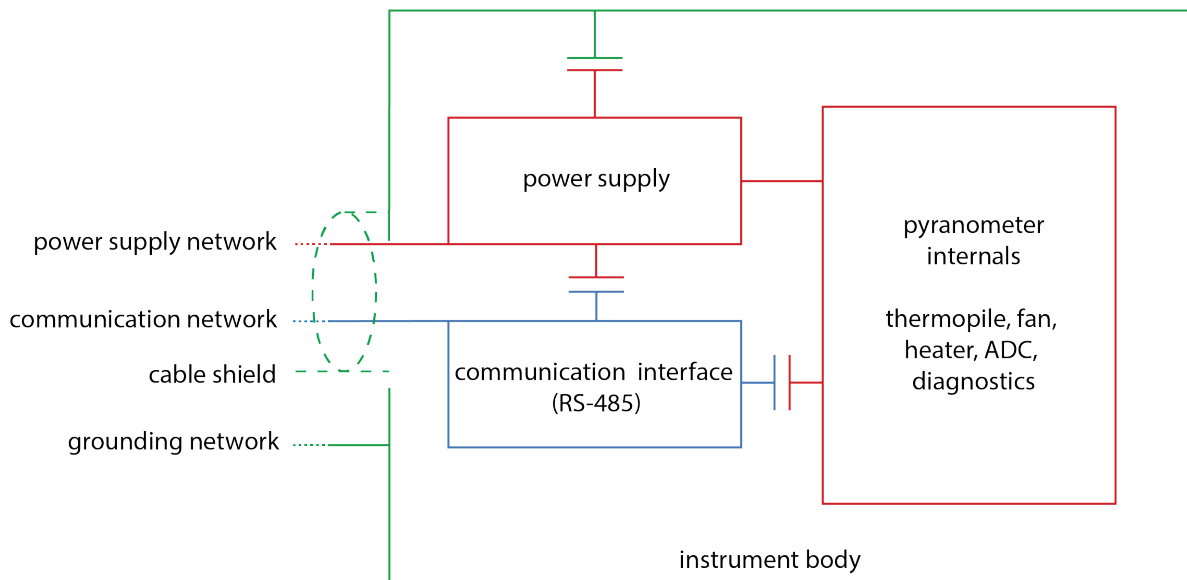 power supply
power supply network
communication network
cable shield
grounding network
communication interface
(RS-485)
pyranometer
internals
thermopile, fan,
heater, ADC,
diagnostics
instrument body